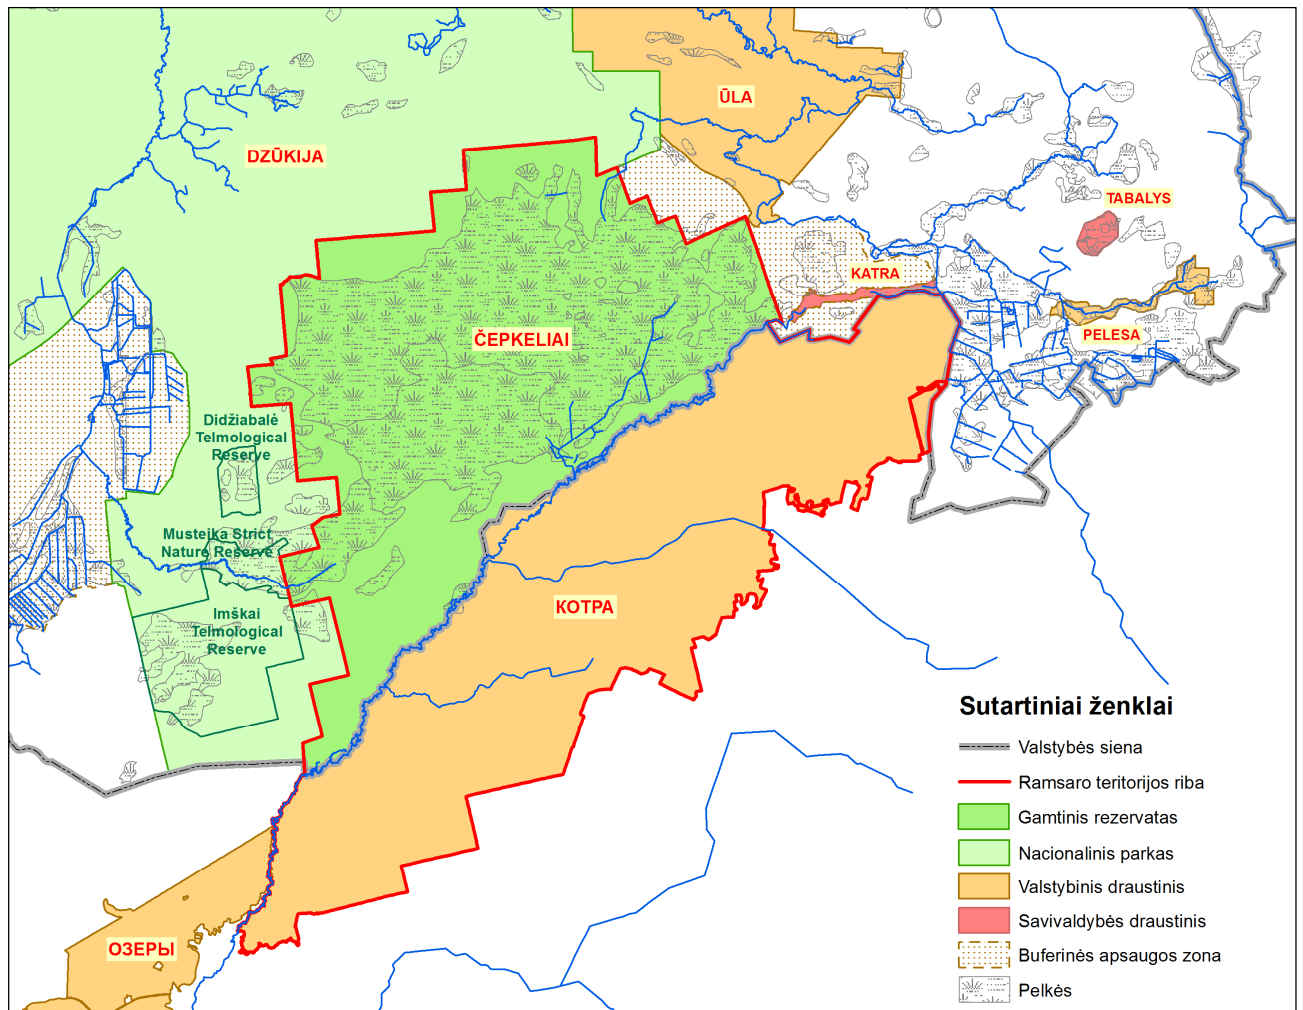 ŪLA
DZŪKIJA
TABALYS
KATRA
PELESA
ČEPKELIAI
Didžiabalė
Telmological
Reserve
Musteika Strict
Nature Reserve
Imškai
Telmological
Reserve
КОТРА
ОЗЕРЫ
Sutartiniai ženklai
Valstybės siena
Ramsaro teritorijos riba
Gamtinis rezervatas
Nacionalinis parkas
Valstybinis draustinis
Savivaldybės draustinis
Buferinės apsaugos zona
Pelkės